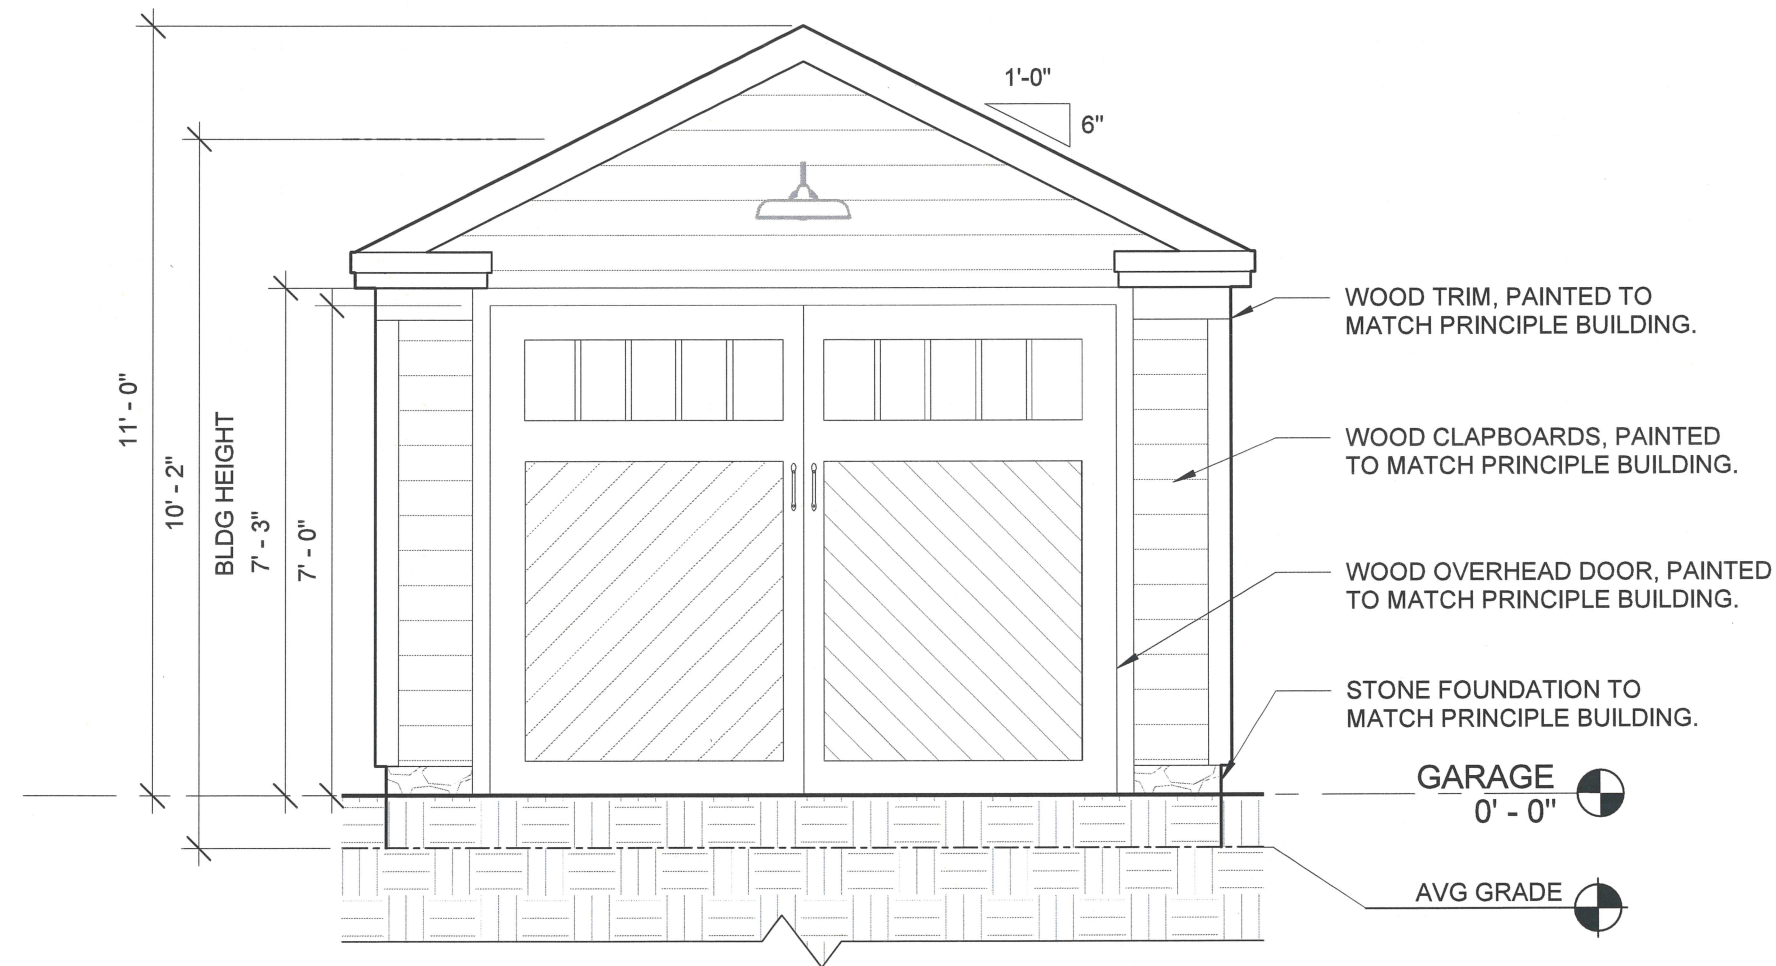 1'-0"
6"
11' - 0"
10' - 2"
BLDG HEIGHT
7' - 3"
7' - 0"
WOOD TRIM, PAINTED TO
MATCH PRINCIPLE BUILDING.
WOOD CLAPBOARDS, PAINTED
TO MATCH PRINCIPLE BUILDING.
WOOD OVERHEAD DOOR, PAINTED
TO MATCH PRINCIPLE BUILDING.
STONE FOUNDATION TO
MATCH PRINCIPLE BUILDING.
GARAGE
0' - 0"
AVG GRADE